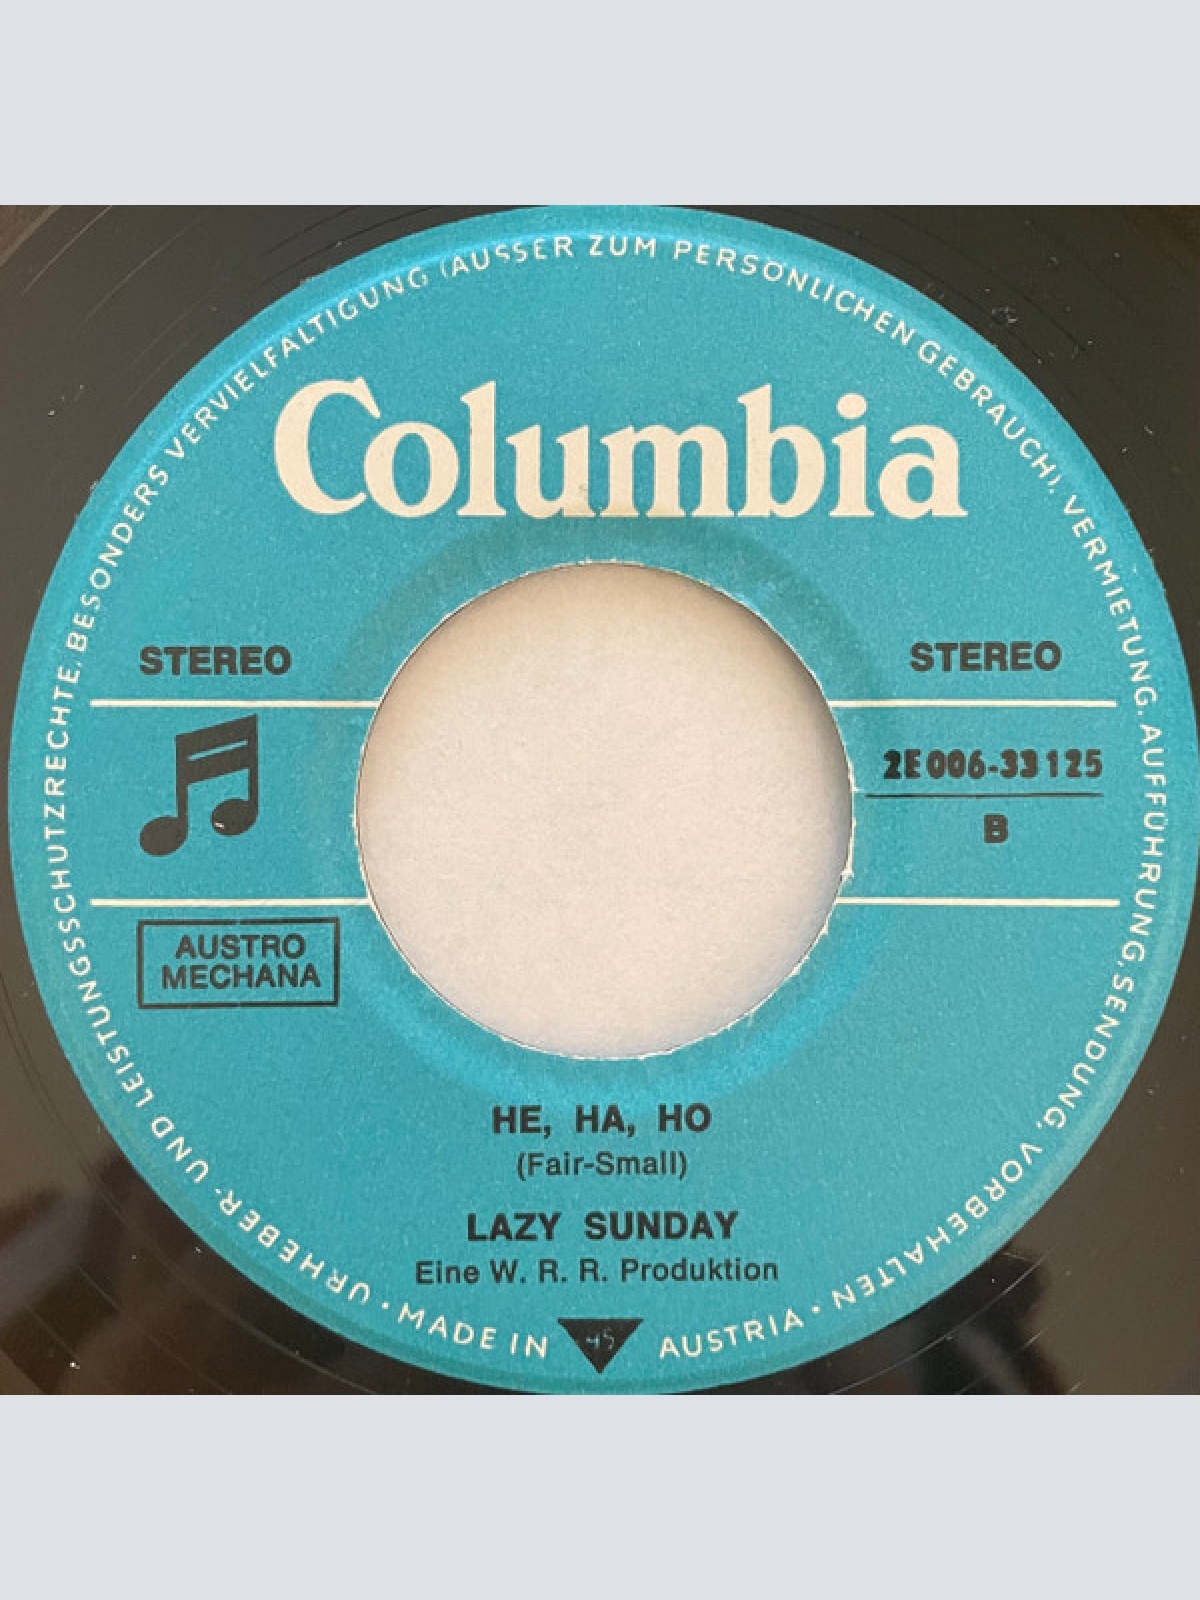 URHEBER- UND LEISTUNGSSCHUTZRECHTE, BESONDERS VERVIELFÄLTIGUNG (AUSSER ZUM PERSÖNLICHEN GEBRAUCH), VERMIETUNG, AUFFÜHRUNG, SENDUNG, VORBEHALTEN •
Columbia
STEREO
STEREO
2E 006-33 125
B
AUSTRO
MECHANA
HE, HA, HO
(Fair-Small)
LAZY SUNDAY
Eine W. R. R. Produktion
• MADE IN 45 AUSTRIA